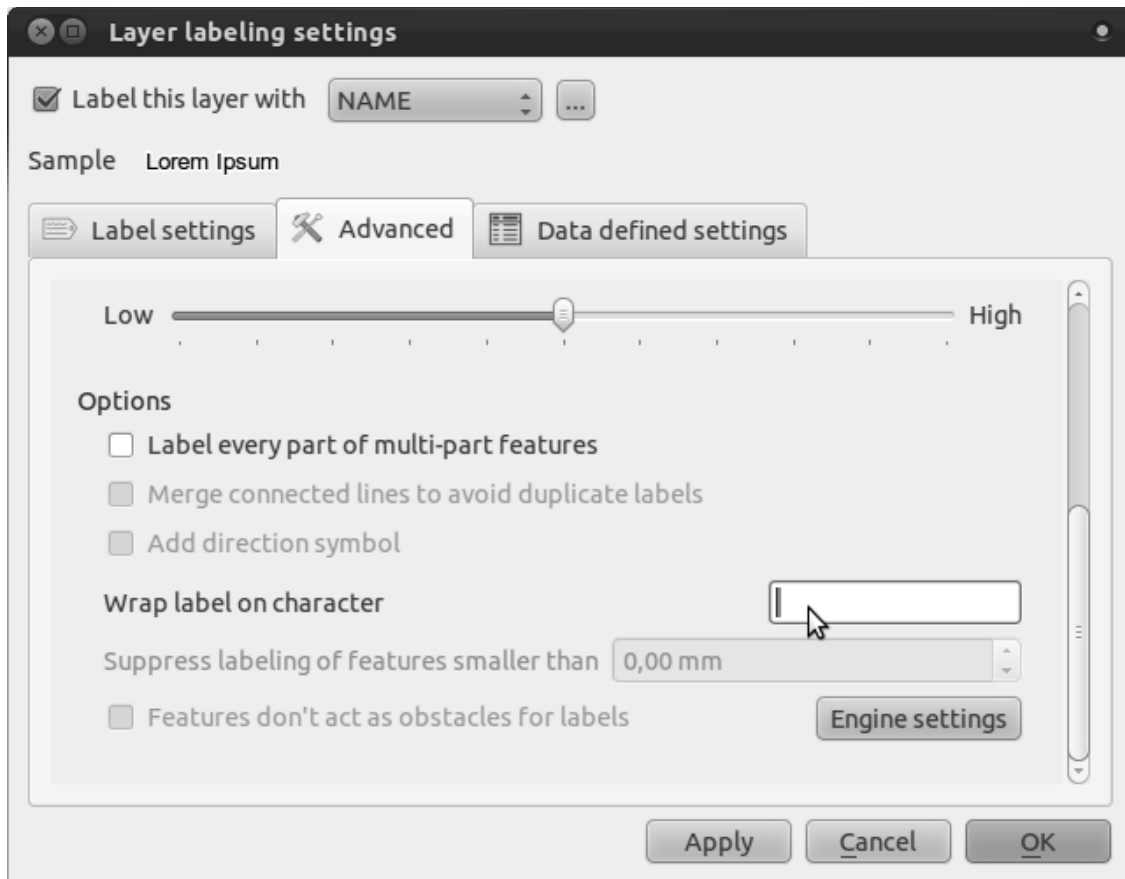 Layer labeling settings
Label this layer with NAME ...
Sample Lorem Ipsum
Label settings Advanced Data defined settings
Low High
Options
Label every part of multi-part features
Merge connected lines to avoid duplicate labels
Add direction symbol
Wrap label on character
Suppress labeling of features smaller than 0,00 mm
Features don't act as obstacles for labels Engine settings
Apply Cancel OK